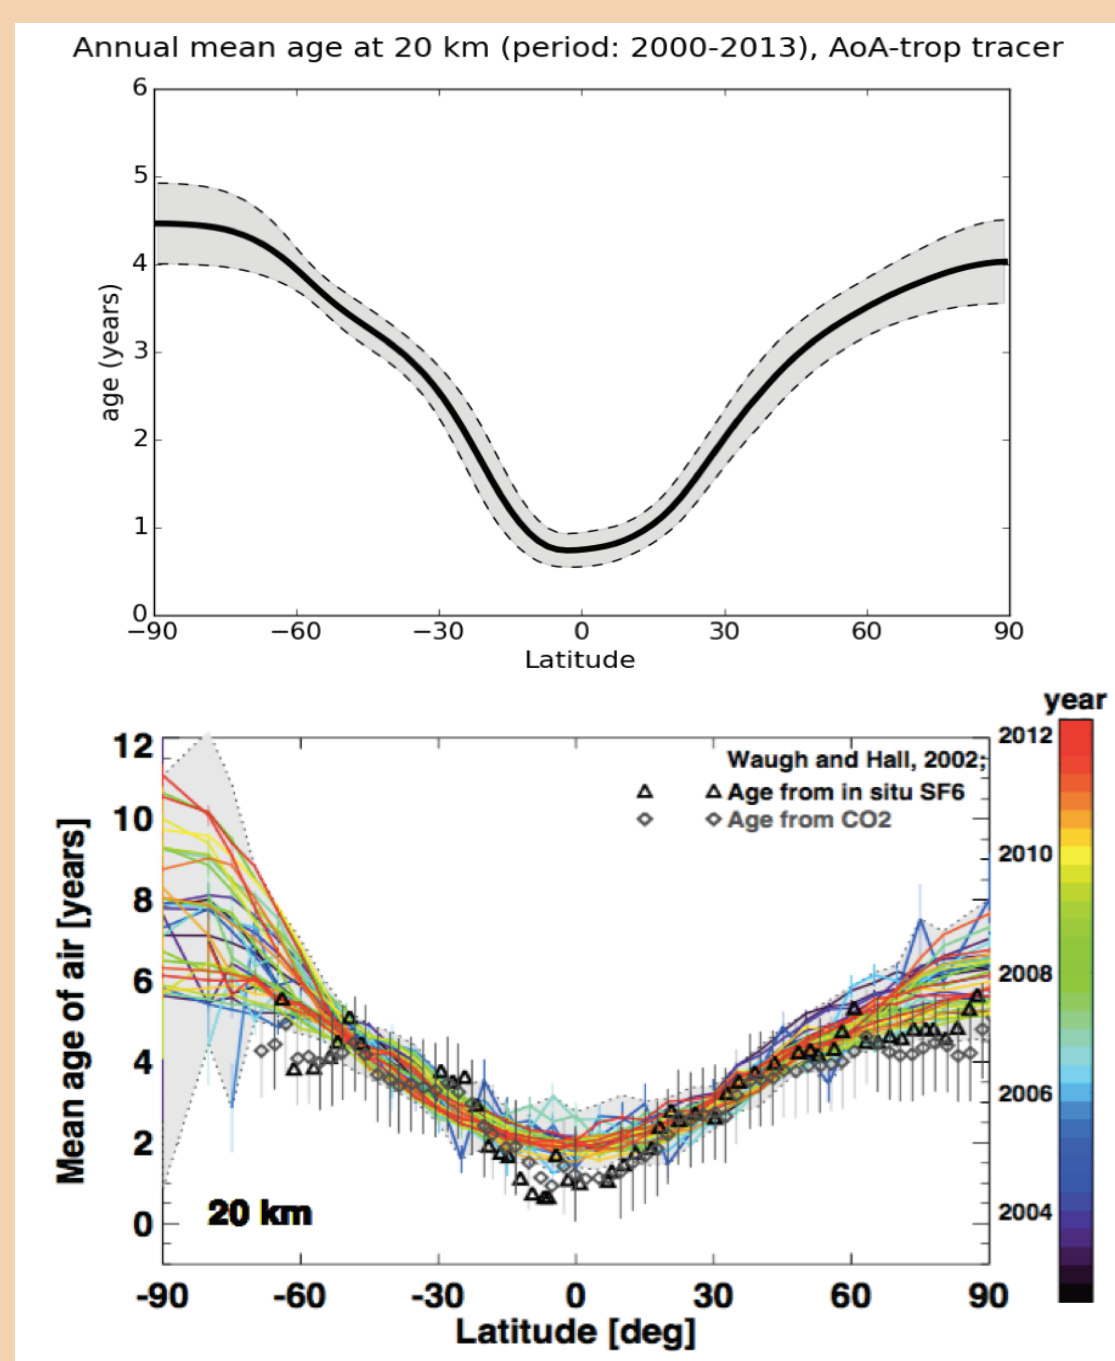 Annual mean age at 20 km (period: 2000-2013), AoA-trop tracer
6
5
4
3
2
1
0
age (years)
−90 −60 −30 0 30 60 90
Latitude
year
12
10
8
6
4
2
0
Mean age of air [years]
Waugh and Hall, 2002;
Age from in situ SF6
Age from CO2
20 km
2012
2010
2008
2006
2004
-90 -60 -30 0 30 60 90
Latitude [deg]